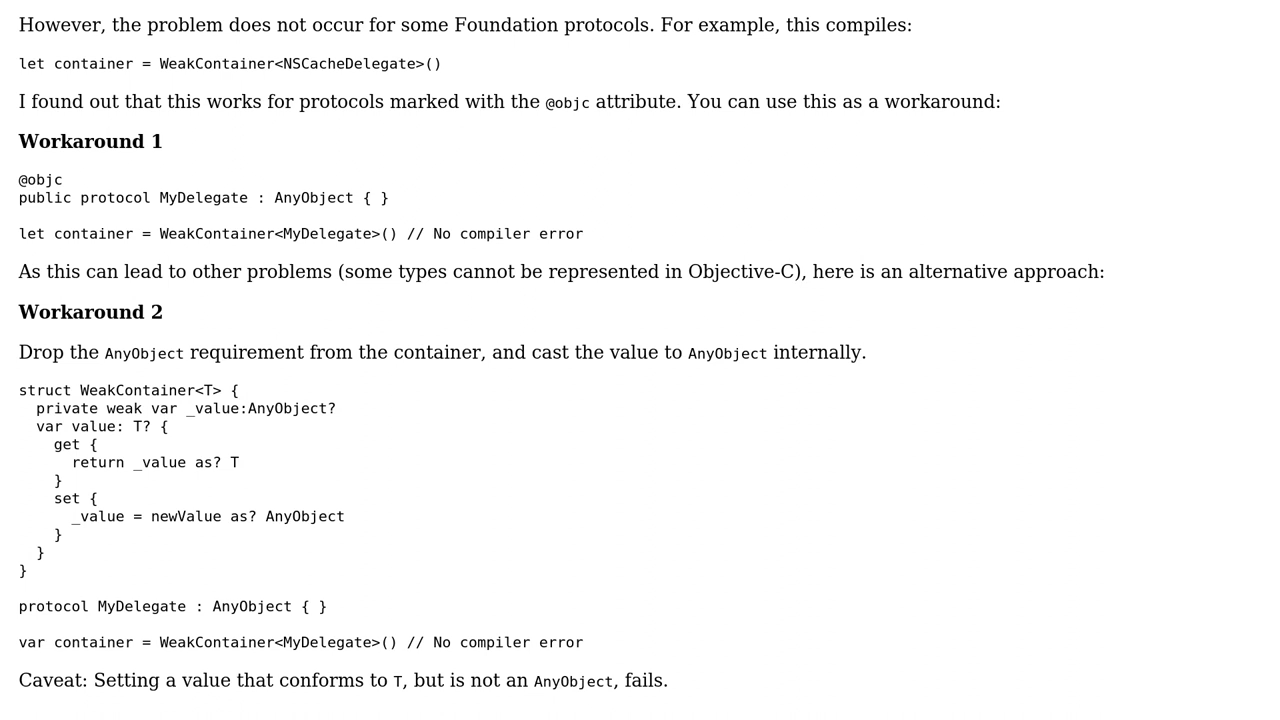 However, the problem does not occur for some Foundation protocols. For example, this compiles:
let container = WeakContainer<NSCacheDelegate>()
I found out that this works for protocols marked with the @objc attribute. You can use this as a workaround:
Workaround 1
@objc
public protocol MyDelegate : AnyObject { }
let container = WeakContainer<MyDelegate>() // No compiler error
As this can lead to other problems (some types cannot be represented in Objective-C), here is an alternative approach:
Workaround 2
Drop the AnyObject requirement from the container, and cast the value to AnyObject internally.
struct WeakContainer<T> {
  private weak var _value:AnyObject?
  var value: T? {
    get {
      return _value as? T
    }
    set {
      _value = newValue as? AnyObject
    }
  }
}
protocol MyDelegate : AnyObject { }
var container = WeakContainer<MyDelegate>() // No compiler error
Caveat: Setting a value that conforms to T, but is not an AnyObject, fails.